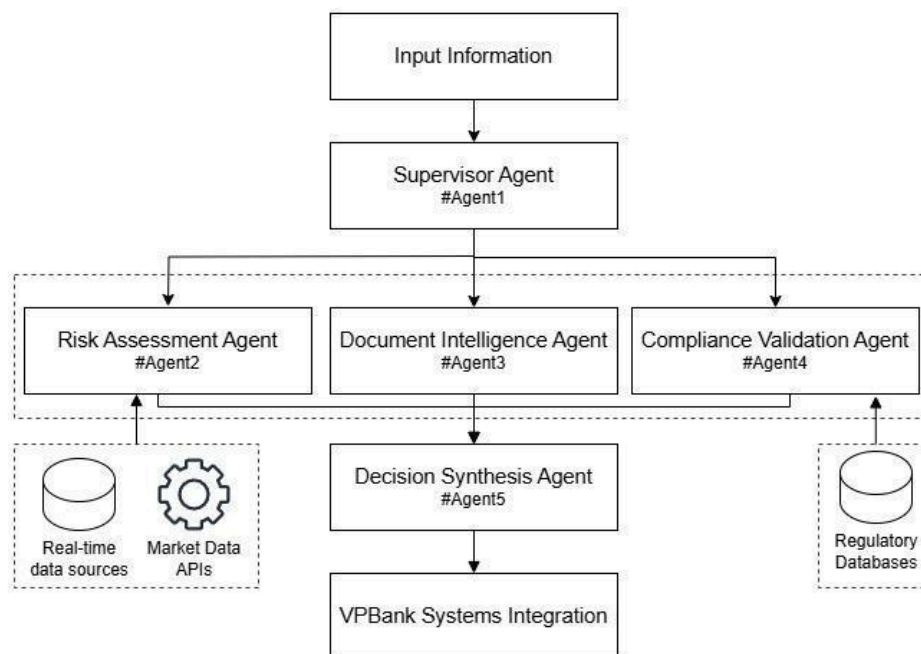 Input Information
Supervisor Agent
#Agent1
Risk Assessment Agent
#Agent2
Document Intelligence Agent
#Agent3
Compliance Validation Agent
#Agent4
Real-time
data sources
Market Data
APIs
Decision Synthesis Agent
#Agent5
Regulatory
Databases
VPBank Systems Integration